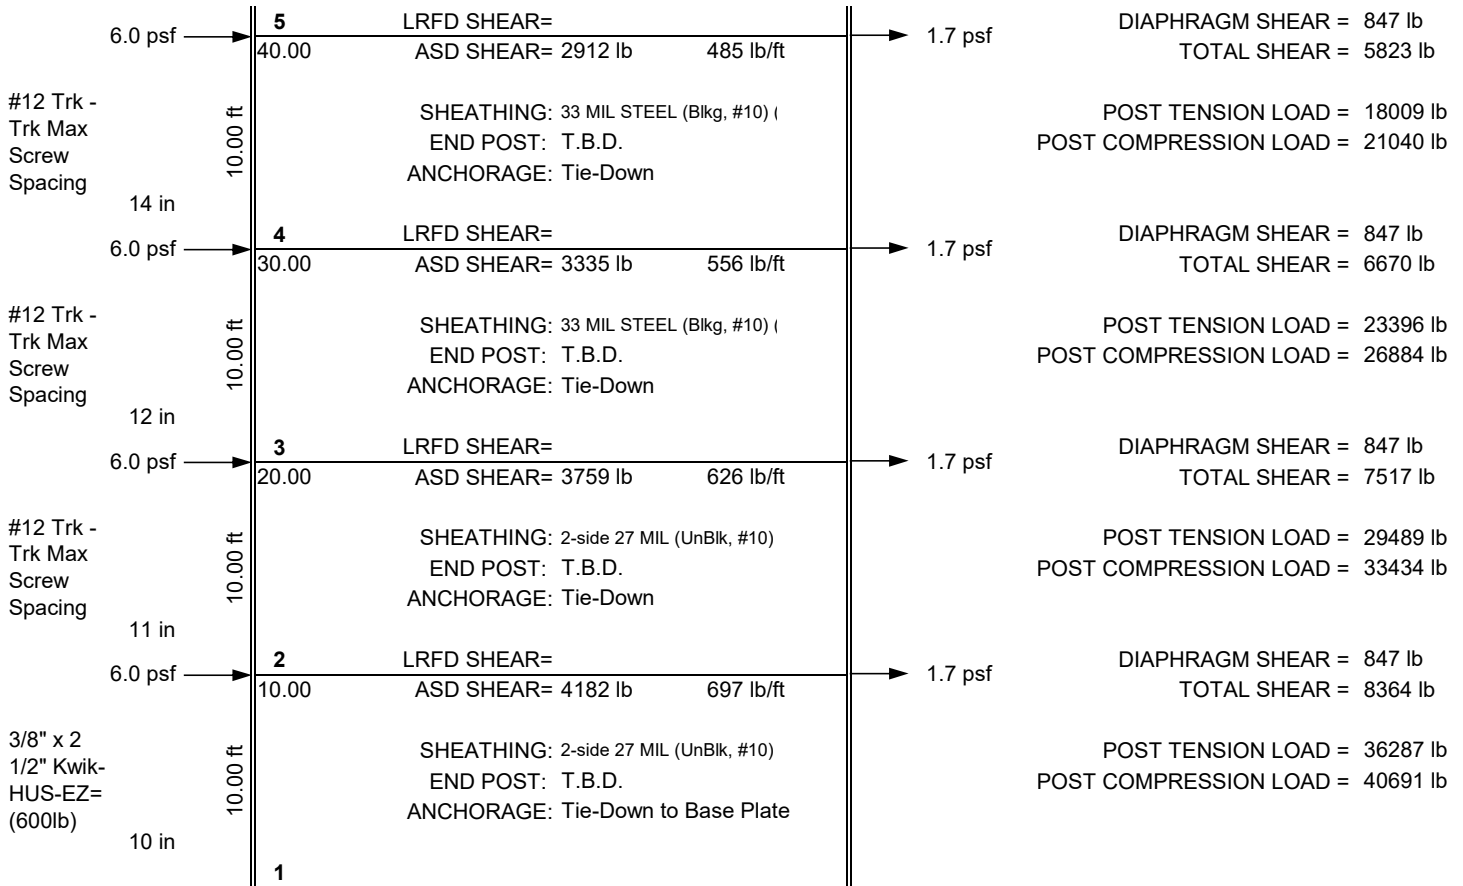 5 LRFD SHEAR= DIAPHRAGM SHEAR = 847 lb
6.0 psf 1.7 psf
40.00 ASD SHEAR= 2912 lb 485 lb/ft TOTAL SHEAR = 5823 lb
#12 Trk -
Trk Max
Screw
Spacing
14 in
10.00 ft
SHEATHING: 33 MIL STEEL (Blkg, #10) (
END POST: T.B.D.
ANCHORAGE: Tie-Down
POST TENSION LOAD = 18009 lb
POST COMPRESSION LOAD = 21040 lb
4 LRFD SHEAR= DIAPHRAGM SHEAR = 847 lb
6.0 psf 1.7 psf
30.00 ASD SHEAR= 3335 lb 556 lb/ft TOTAL SHEAR = 6670 lb
#12 Trk -
Trk Max
Screw
Spacing
12 in
10.00 ft
SHEATHING: 33 MIL STEEL (Blkg, #10) (
END POST: T.B.D.
ANCHORAGE: Tie-Down
POST TENSION LOAD = 23396 lb
POST COMPRESSION LOAD = 26884 lb
3 LRFD SHEAR= DIAPHRAGM SHEAR = 847 lb
6.0 psf 1.7 psf
20.00 ASD SHEAR= 3759 lb 626 lb/ft TOTAL SHEAR = 7517 lb
#12 Trk -
Trk Max
Screw
Spacing
11 in
10.00 ft
SHEATHING: 2-side 27 MIL (UnBlk, #10)
END POST: T.B.D.
ANCHORAGE: Tie-Down
POST TENSION LOAD = 29489 lb
POST COMPRESSION LOAD = 33434 lb
2 LRFD SHEAR= DIAPHRAGM SHEAR = 847 lb
6.0 psf 1.7 psf
10.00 ASD SHEAR= 4182 lb 697 lb/ft TOTAL SHEAR = 8364 lb
3/8" x 2
1/2" Kwik-
HUS-EZ=
(600lb)
10 in
10.00 ft
SHEATHING: 2-side 27 MIL (UnBlk, #10)
END POST: T.B.D.
ANCHORAGE: Tie-Down to Base Plate
POST TENSION LOAD = 36287 lb
POST COMPRESSION LOAD = 40691 lb
1